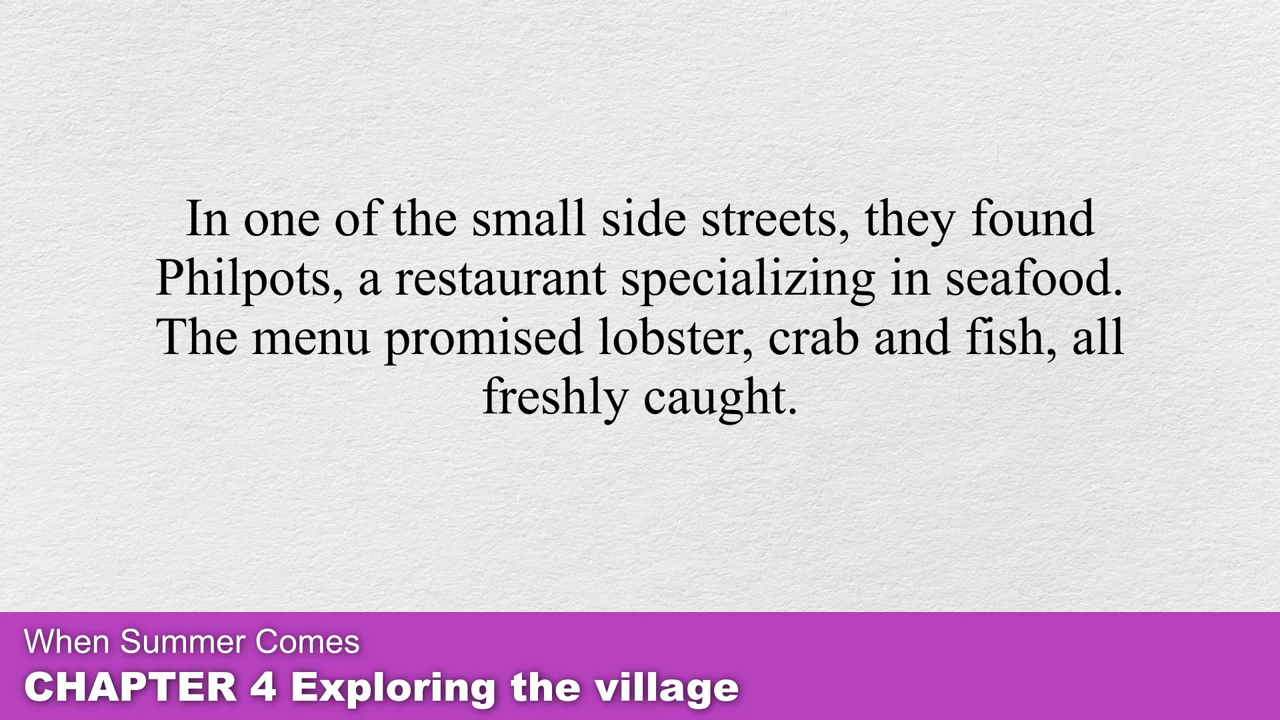 In one of the small side streets, they found
Philpots, a restaurant specializing in seafood.
The menu promised lobster, crab and fish, all
freshly caught.
When Summer Comes
CHAPTER 4 Exploring the village